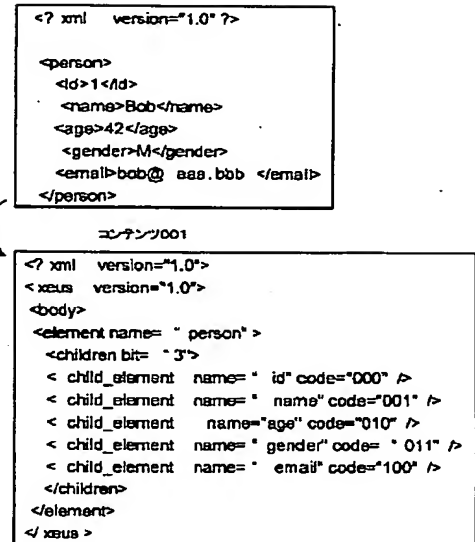 <? xml version="1.0" ?>
<person>
<id>1</id>
<name>Bob</name>
<age>42</age>
<gender>M</gender>
<email>bob@ aaa.bbb </email>
</person>
コンテンツ001
<? xml version="1.0">
< xeus version="1.0">
<body>
<element name= " person" >
<children bit= " 3">
< child_element name= " id" code="000" />
< child_element name= " name" code="001" />
< child_element name="age" code="010" />
< child_element name= " gender" code= " 011" />
< child_element name= " email" code="100" />
</children>
</element>
</ xeus >